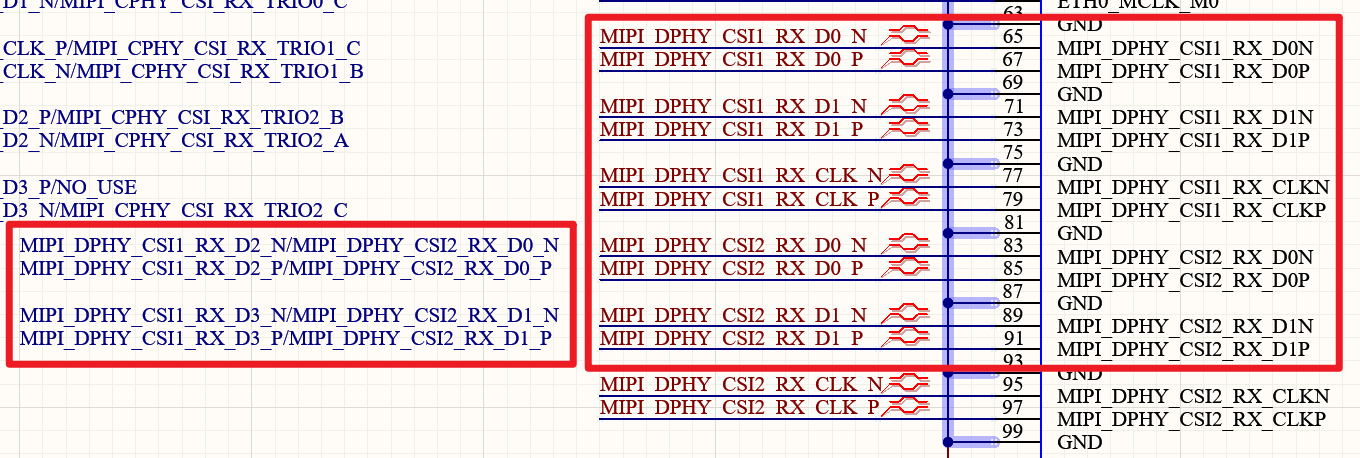 D1_N/MIPI_CPHY_CSI_RX_TRIO0_C
CLK_P/MIPI_CPHY_CSI_RX_TRIO1_C
CLK_N/MIPI_CPHY_CSI_RX_TRIO1_B
D2_P/MIPI_CPHY_CSI_RX_TRIO2_B
D2_N/MIPI_CPHY_CSI_RX_TRIO2_A
D3_P/NO_USE
D3_N/MIPI_CPHY_CSI_RX_TRIO2_C
MIPI_DPHY_CSI1_RX_D2_N/MIPI_DPHY_CSI2_RX_D0_N
MIPI_DPHY_CSI1_RX_D2_P/MIPI_DPHY_CSI2_RX_D0_P
MIPI_DPHY_CSI1_RX_D3_N/MIPI_DPHY_CSI2_RX_D1_N
MIPI_DPHY_CSI1_RX_D3_P/MIPI_DPHY_CSI2_RX_D1_P
63 ETH0_MCLK_M0
GND
MIPI_DPHY_CSI1_RX_D0_N 65 MIPI_DPHY_CSI1_RX_D0N
MIPI_DPHY_CSI1_RX_D0_P 67 MIPI_DPHY_CSI1_RX_D0P
69 GND
MIPI_DPHY_CSI1_RX_D1_N 71 MIPI_DPHY_CSI1_RX_D1N
MIPI_DPHY_CSI1_RX_D1_P 73 MIPI_DPHY_CSI1_RX_D1P
75 GND
MIPI_DPHY_CSI1_RX_CLK_N 77 MIPI_DPHY_CSI1_RX_CLKN
MIPI_DPHY_CSI1_RX_CLK_P 79 MIPI_DPHY_CSI1_RX_CLKP
81 GND
MIPI_DPHY_CSI2_RX_D0_N 83 MIPI_DPHY_CSI2_RX_D0N
MIPI_DPHY_CSI2_RX_D0_P 85 MIPI_DPHY_CSI2_RX_D0P
87 GND
MIPI_DPHY_CSI2_RX_D1_N 89 MIPI_DPHY_CSI2_RX_D1N
MIPI_DPHY_CSI2_RX_D1_P 91 MIPI_DPHY_CSI2_RX_D1P
93 GND
MIPI_DPHY_CSI2_RX_CLK_N 95 MIPI_DPHY_CSI2_RX_CLKN
MIPI_DPHY_CSI2_RX_CLK_P 97 MIPI_DPHY_CSI2_RX_CLKP
99 GND